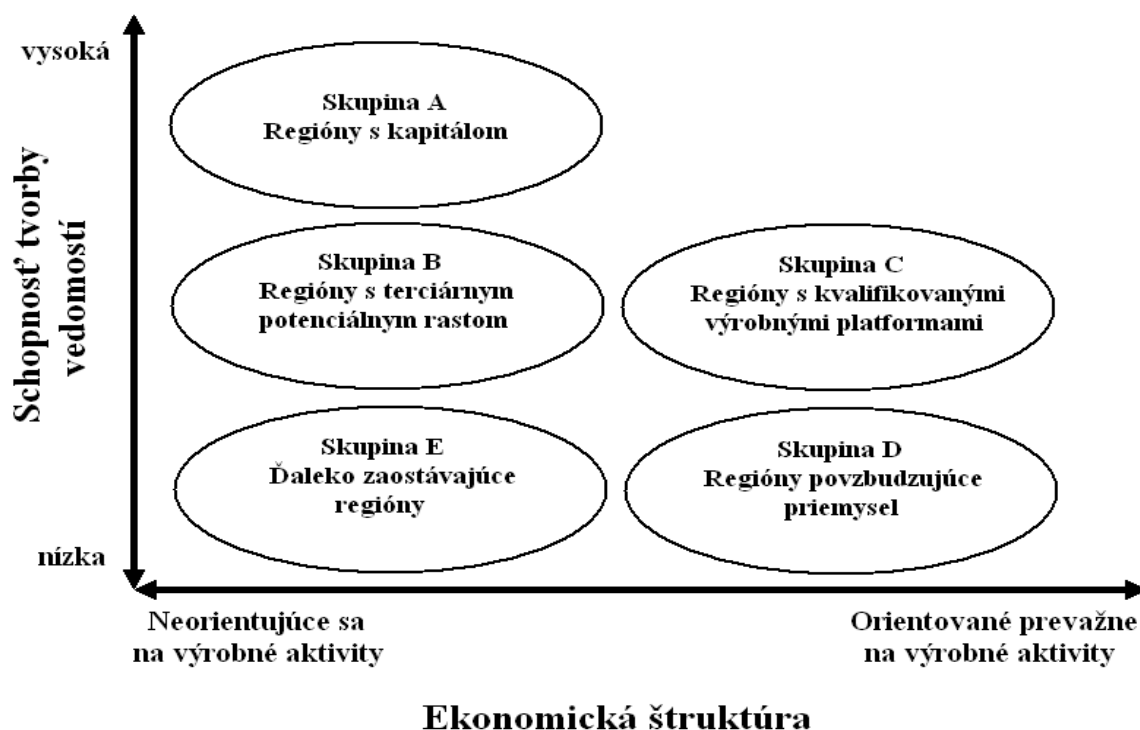 vysoká
Skupina A
Regióny s kapitálom
Schopnosť tvorby
vedomostí
Skupina B
Regióny s terciárnym
potenciálnym rastom
Skupina C
Regióny s kvalifikovanými
výrobnými platformami
Skupina E
Ďaleko zaostávajúce
regióny
Skupina D
Regióny povzbudzujúce
priemysel
nízka
Neorientujúce sa
na výrobné aktivity
Orientované prevažne
na výrobné aktivity
Ekonomická štruktúra